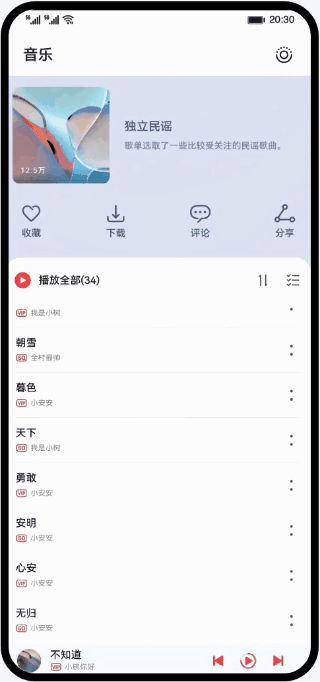 5G 5G 20:30
音乐
独立民谣
歌单选取了一些比较受关注的民谣歌曲。
12.5万
收藏 下载 评论 分享
播放全部(34)
VIP 我是小树
朝雪
SQ 全村最帅
暮色
VIP 小安安
天下
SQ 我是小树
勇敢
VIP 小安安
安明
SQ 小安安
心安
VIP 小安安
无归
SQ 小安安
不知道
VIP 小晓你好